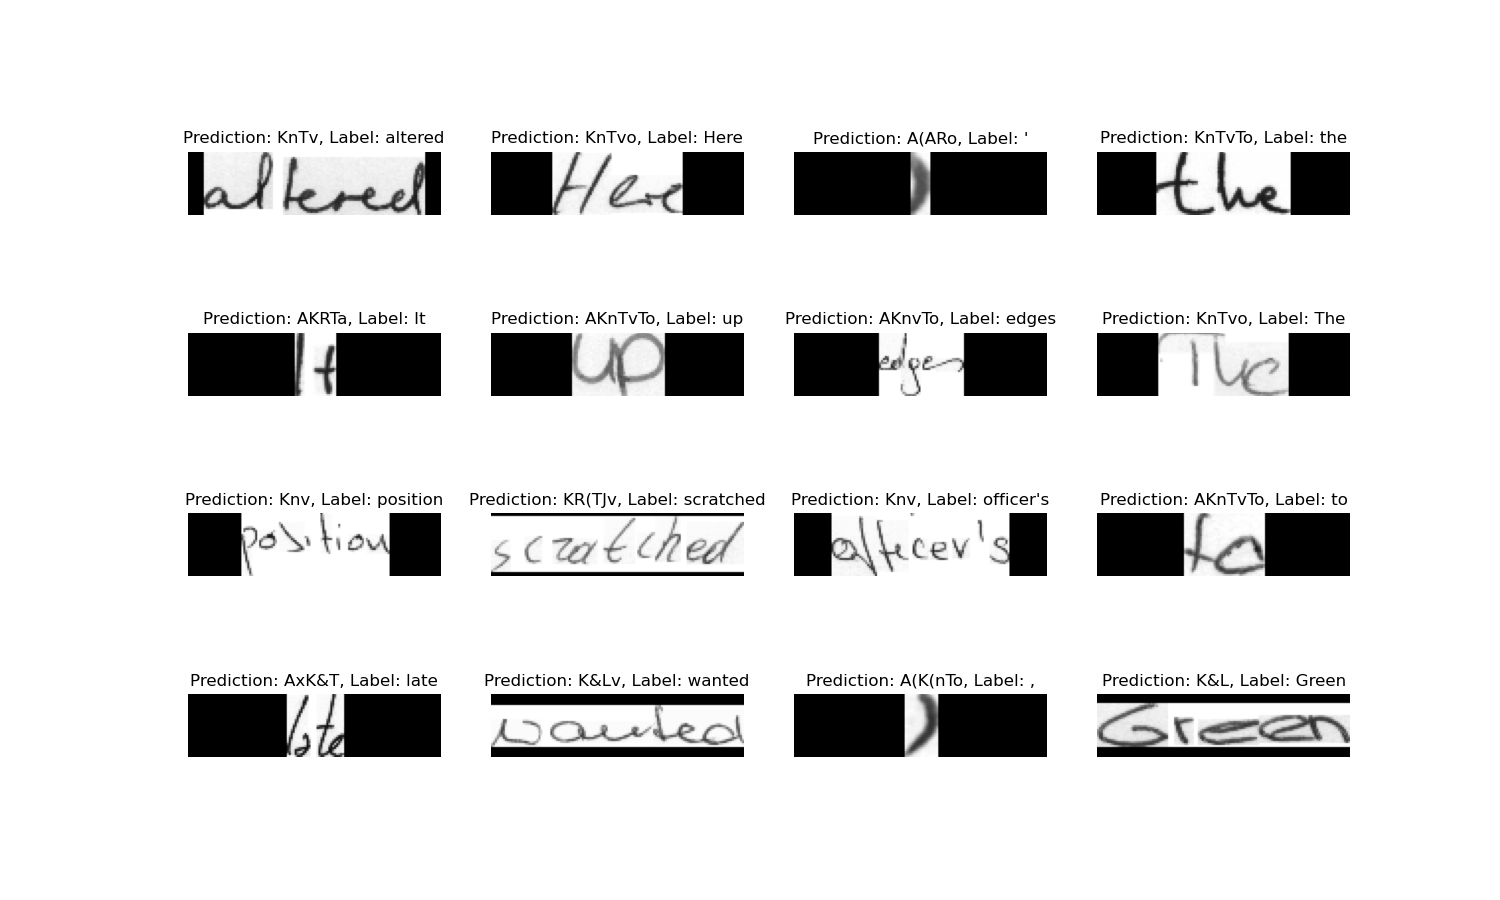 Prediction: KnTv, Label: altered
Prediction: KnTvo, Label: Here
Prediction: A(ARo, Label: '
Prediction: KnTvTo, Label: the
altered
Here
)
the
Prediction: AKRTa, Label: It
Prediction: AKnTvTo, Label: up
Prediction: AKnvTo, Label: edges
Prediction: KnTvo, Label: The
It
up
edges
The
Prediction: Knv, Label: position
Prediction: KR(TJv, Label: scratched
Prediction: Knv, Label: officer's
Prediction: AKnTvTo, Label: to
position
scratched
officer's
to
Prediction: AxK&T, Label: late
Prediction: K&Lv, Label: wanted
Prediction: A(K(nTo, Label: ,
Prediction: K&L, Label: Green
late
wanted
)
Green